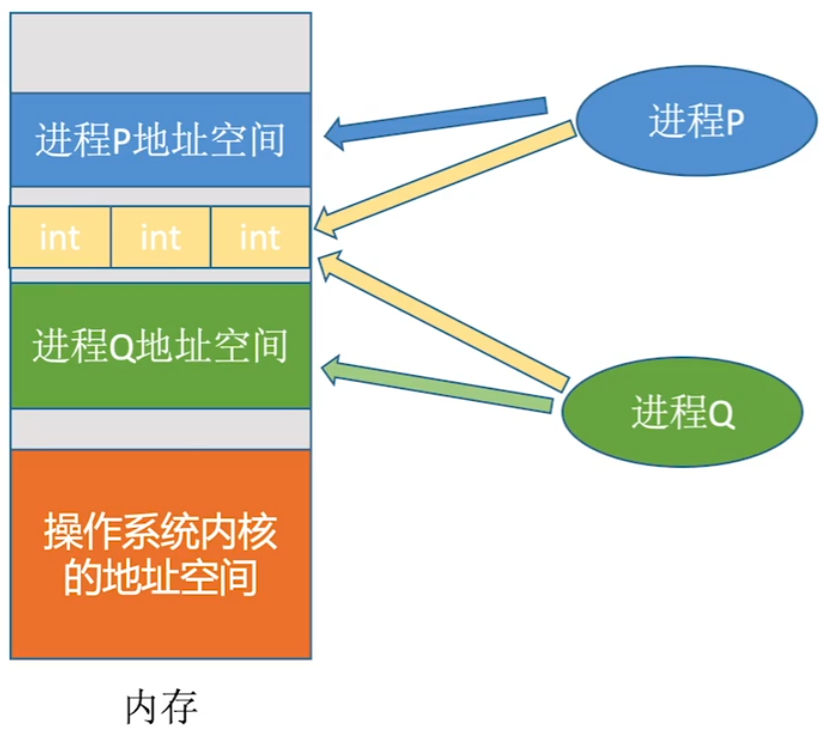 进程P地址空间
进程P
int int int
进程Q地址空间
进程Q
操作系统内核
的地址空间
内存